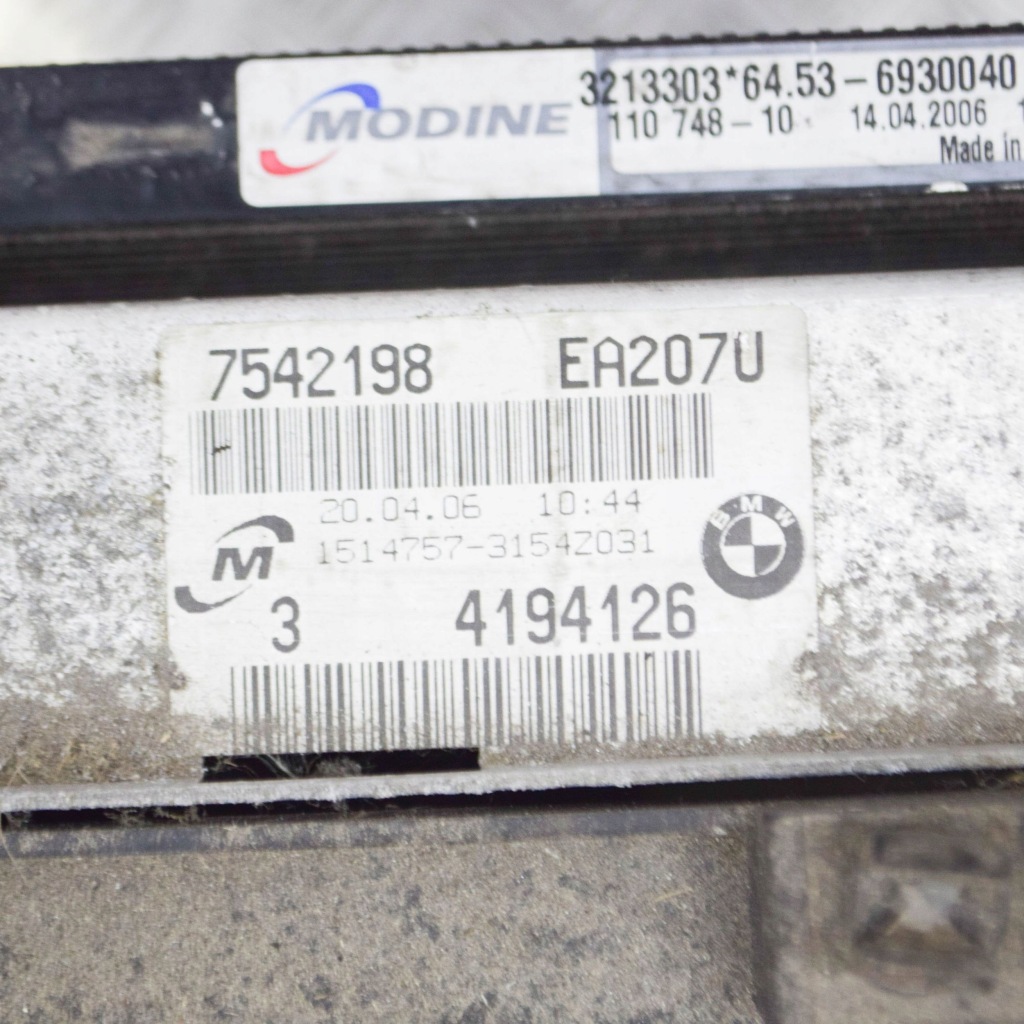 MODINE
3213303*64.53-6930040
110 748-10 14.04.2006
Made in
7542198 EA207U
20.04.06 10:44
1514757-3154Z031
M
BMW
3 4194126